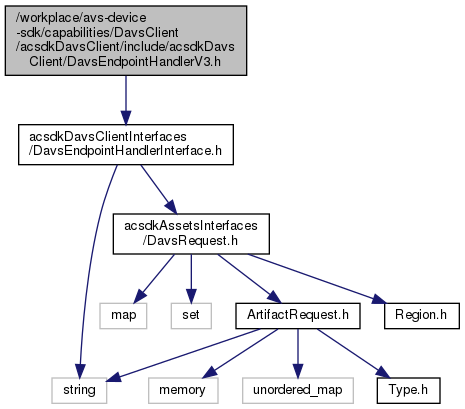 /workplace/avs-device
-sdk/capabilities/DavsClient
/acsdkDavsClient/include/acsdkDavs
Client/DavsEndpointHandlerV3.h
acsdkDavsClientInterfaces
/DavsEndpointHandlerInterface.h
acsdkAssetsInterfaces
/DavsRequest.h
map
set
ArtifactRequest.h
Region.h
string
memory
unordered_map
Type.h